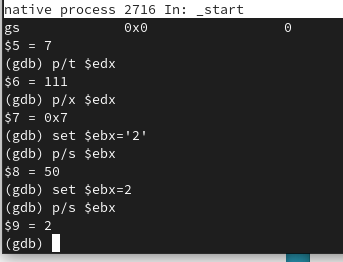 native process 2716 In: _start
gs             0x0                 0
$5 = 7
(gdb) p/t $edx
$6 = 111
(gdb) p/x $edx
$7 = 0x7
(gdb) set $ebx='2'
(gdb) p/s $ebx
$8 = 50
(gdb) set $ebx=2
(gdb) p/s $ebx
$9 = 2
(gdb)